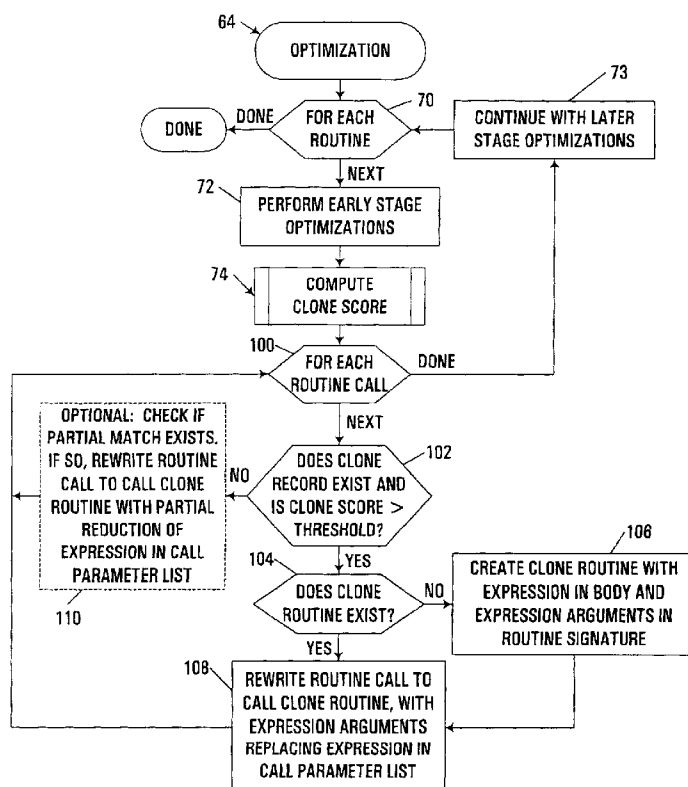 64
OPTIMIZATION
70
FOR EACH
ROUTINE
DONE
DONE
73
CONTINUE WITH LATER
STAGE OPTIMIZATIONS
NEXT
72
PERFORM EARLY STAGE
OPTIMIZATIONS
74
COMPUTE
CLONE SCORE
100
FOR EACH
ROUTINE CALL
DONE
NEXT
OPTIONAL: CHECK IF
PARTIAL MATCH EXISTS.
IF SO, REWRITE ROUTINE
CALL TO CALL CLONE
ROUTINE WITH PARTIAL
REDUCTION OF
EXPRESSION IN CALL
PARAMETER LIST
110
NO
102
DOES CLONE
RECORD EXIST AND
IS CLONE SCORE >
THRESHOLD?
YES
104
DOES CLONE
ROUTINE EXIST?
NO
106
CREATE CLONE ROUTINE WITH
EXPRESSION IN BODY AND
EXPRESSION ARGUMENTS IN
ROUTINE SIGNATURE
YES
108
REWRITE ROUTINE CALL TO
CALL CLONE ROUTINE, WITH
EXPRESSION ARGUMENTS
REPLACING EXPRESSION IN
CALL PARAMETER LIST